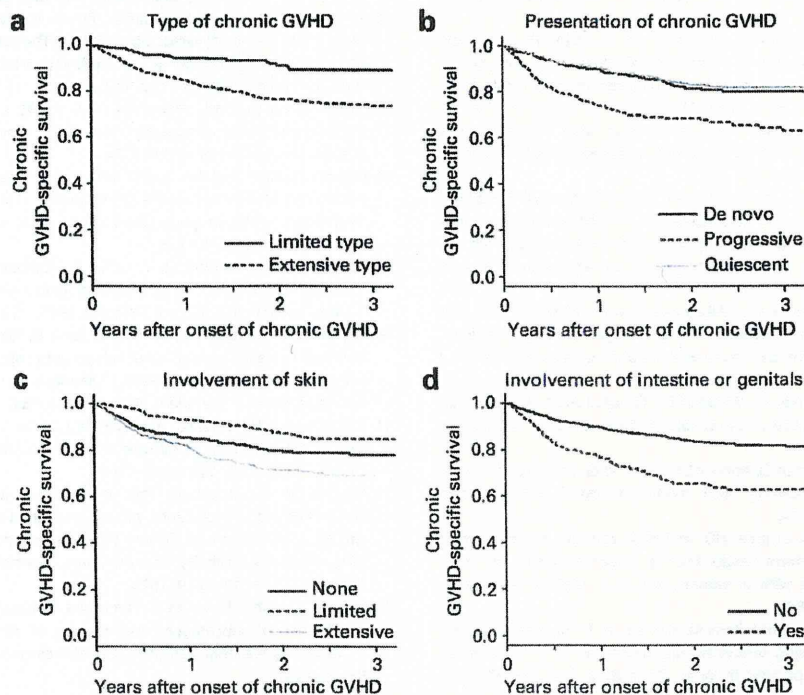 a
Type of chronic GVHD
1.0
0.8
0.6
0.4
0.2
0.0
Chronic
GVHD-specific survival
Limited type
Extensive type
0 1 2 3
Years after onset of chronic GVHD
b
Presentation of chronic GVHD
1.0
0.8
0.6
0.4
0.2
0.0
Chronic
GVHD-specific survival
De novo
Progressive
Quiescent
0 1 2 3
Years after onset of chronic GVHD
c
Involvement of skin
1.0
0.8
0.6
0.4
0.2
0.0
Chronic
GVHD-specific survival
None
Limited
Extensive
0 1 2 3
Years after onset of chronic GVHD
d
Involvement of intestine or genitals
1.0
0.8
0.6
0.4
0.2
0.0
Chronic
GVHD-specific survival
No
Yes
0 1 2 3
Years after onset of chronic GVHD